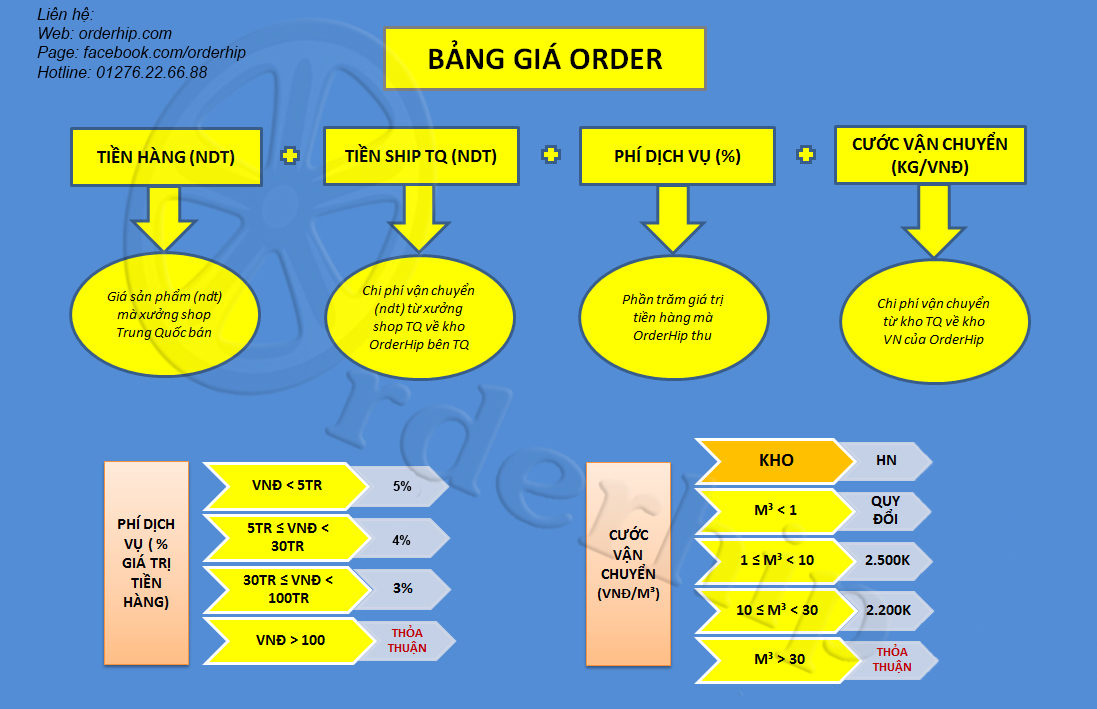 Liên hệ:
Web: orderhip.com
Page: facebook.com/orderhip
Hotline: 01276.22.66.88
BẢNG GIÁ ORDER
TIỀN HÀNG (NDT)
TIỀN SHIP TQ (NDT)
PHÍ DỊCH VỤ (%)
CƯỚC VẬN CHUYỂN
(KG/VNĐ)
Giá sản phẩm (ndt)
mà xưởng shop
Trung Quốc bán
Chi phí vận chuyển
(ndt) từ xưởng
shop TQ về kho
OrderHip bên TQ
Phần trăm giá trị
tiền hàng mà
OrderHip thu
Chi phí vận chuyển
từ kho TQ về kho
VN của OrderHip
Orderhip
PHÍ DỊCH
VỤ ( %
GIÁ TRỊ
TIỀN
HÀNG)
VNĐ < 5TR
5%
5TR ≤ VNĐ <
30TR
4%
30TR ≤ VNĐ <
100TR
3%
VNĐ > 100
THỎA
THUẬN
CƯỚC
VẬN
CHUYỂN
(VNĐ/M³)
KHO
HN
M³ < 1
QUY
ĐỔI
1 ≤ M³ < 10
2.500K
10 ≤ M³ < 30
2.200K
M³ > 30
THỎA
THUẬN